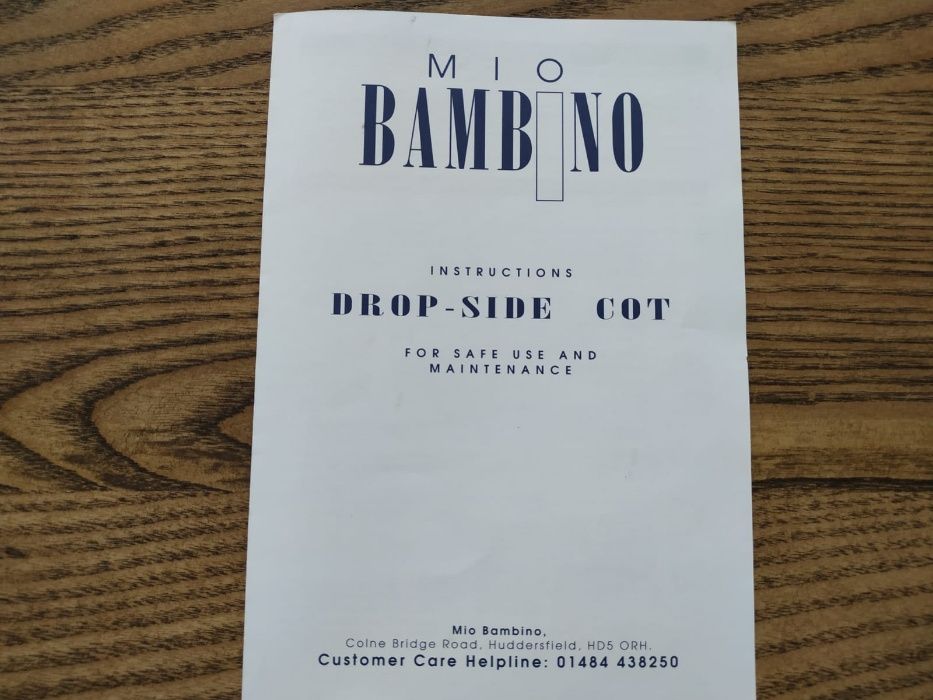 MIO
BAMBINO
INSTRUCTIONS
DROP-SIDE COT
FOR SAFE USE AND
MAINTENANCE
Mio Bambino,
Colne Bridge Road, Huddersfield, HD5 ORH.
Customer Care Helpline: 01484 438250